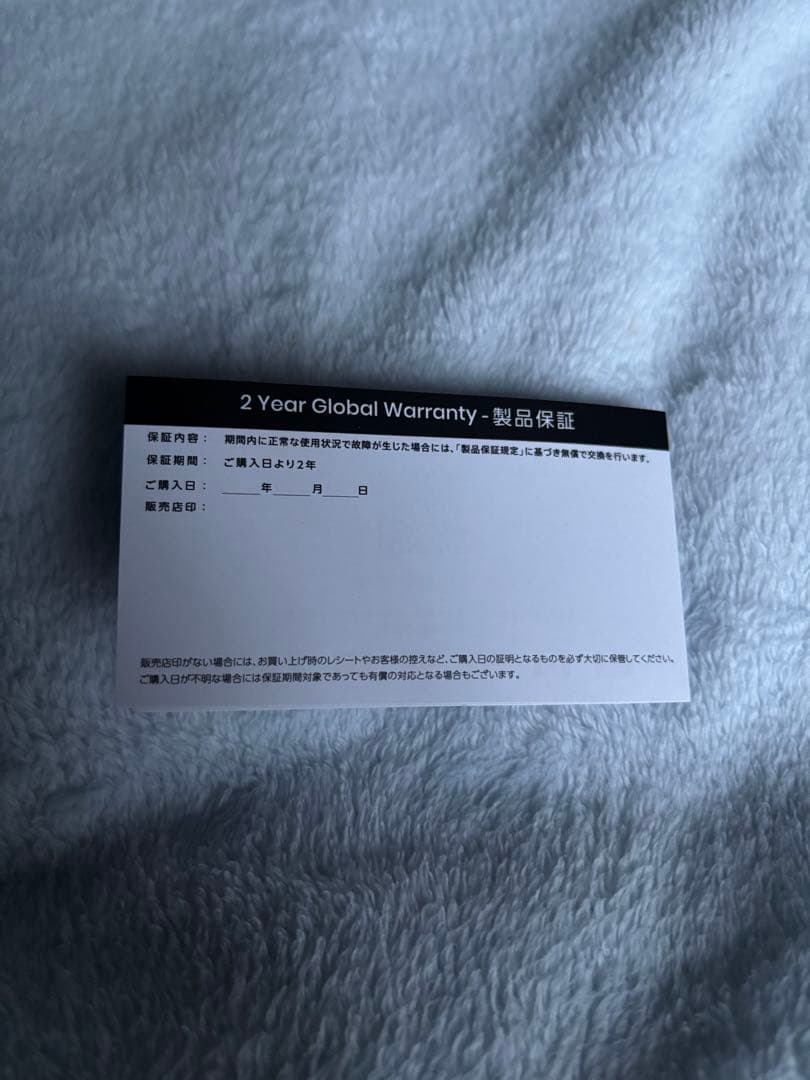 2 Year Global Warranty - 製品保証
保証内容： 期間内に正常な使用状況で故障が生じた場合には、「製品保証規定」に基づき無償で交換を行います。
保証期間： ご購入日より2年
ご購入日： _____年_____月_____日
販売店印：
販売店印がない場合には、お買い上げ時のレシートやお客様の控えなど、ご購入日の証明となるものを必ず大切に保管してください。
ご購入日が不明な場合には保証期間対象であっても有償の対応となる場合もございます。